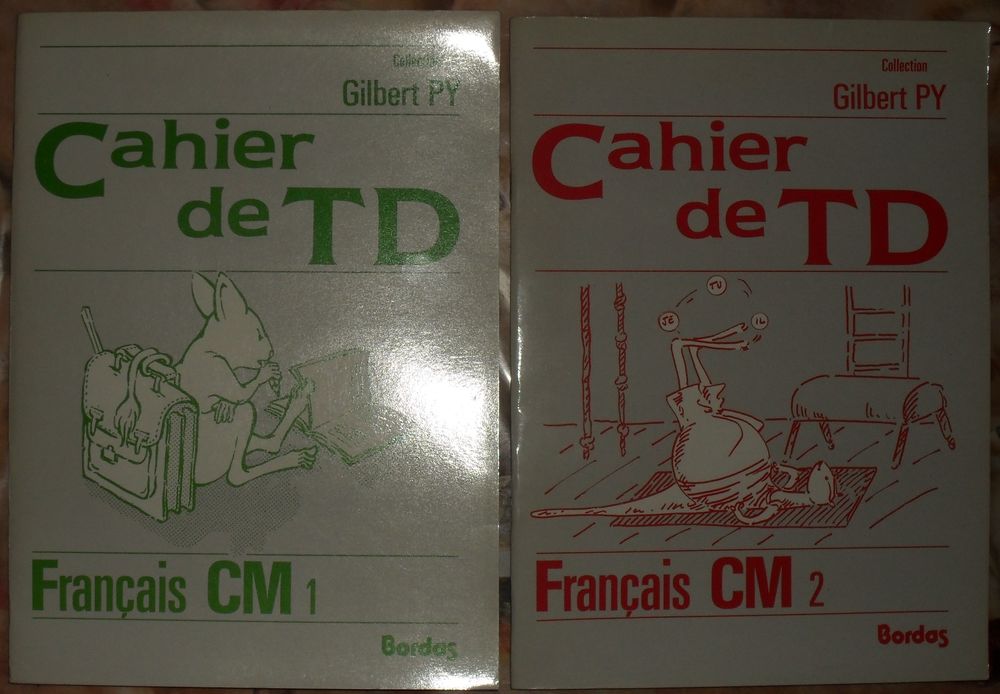 Collection
Gilbert PY
Cahier
de TD
Français CM 1
Bordas
Collection
Gilbert PY
Cahier
de TD
JE
TU
IL
Français CM 2
Bordas